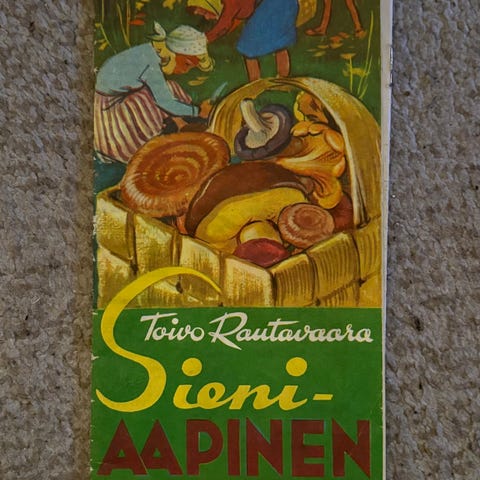 Toivo Rautavaara
Sieni-
AAPINEN